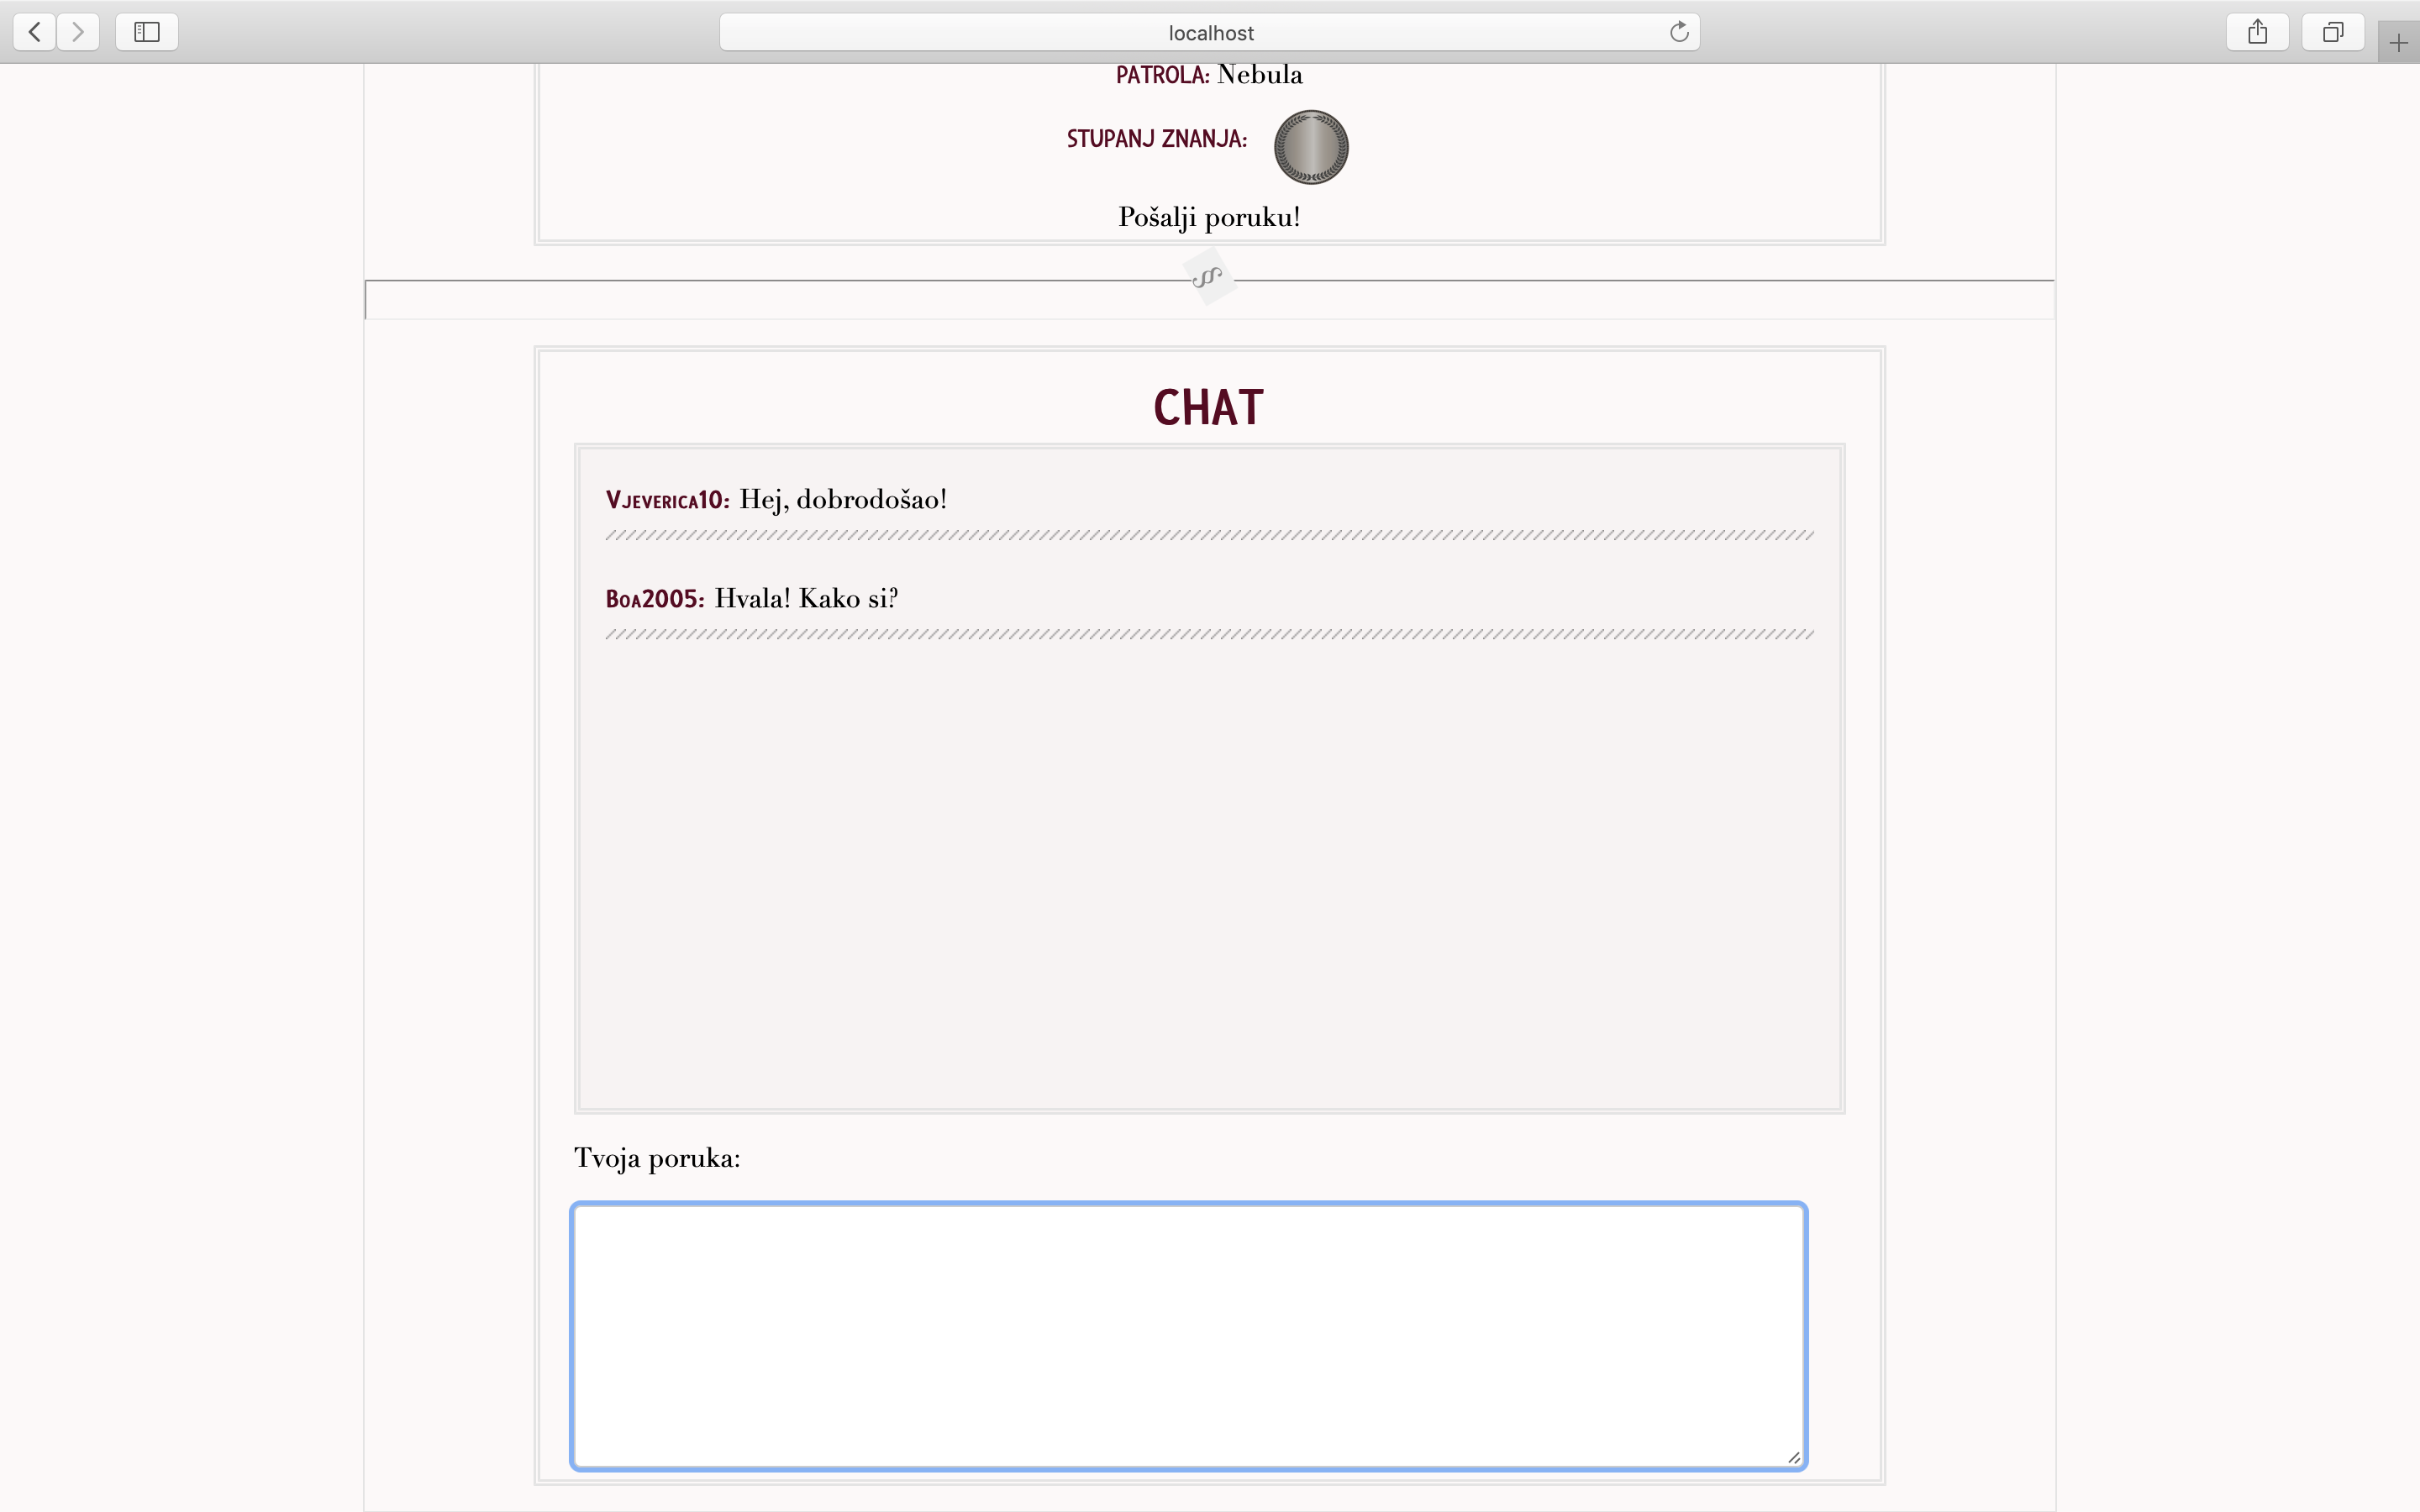 localhost
PATROLA: Nebula
STUPANJ ZNANJA:
Pošalji poruku!
§
CHAT
Vjeverica10: Hej, dobrodošao!
Boa2005: Hvala! Kako si?
Tvoja poruka: